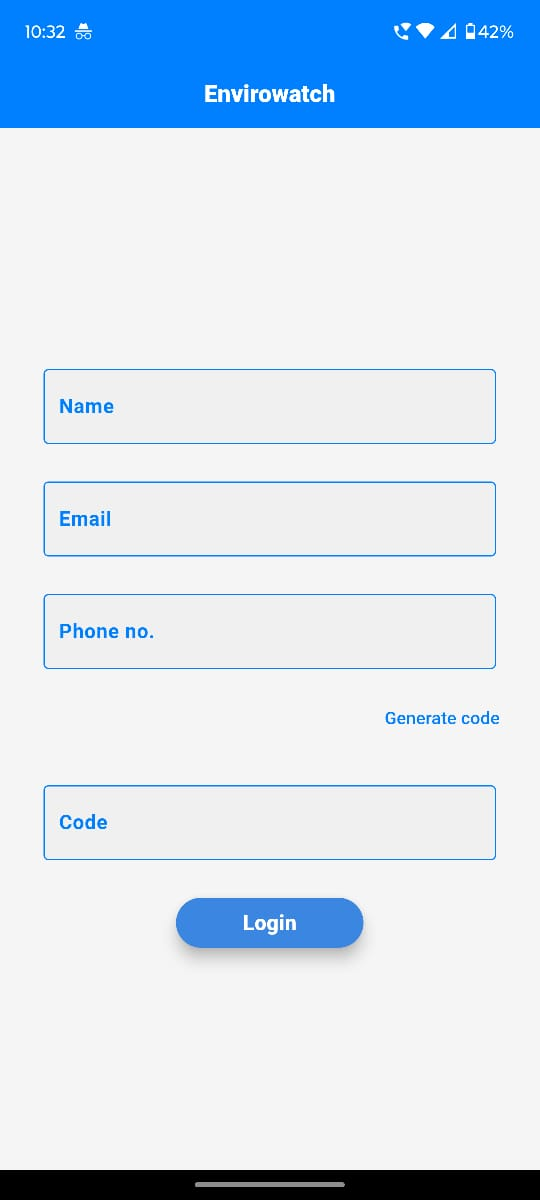 10:32 42%
Envirowatch
Name
Email
Phone no.
Generate code
Code
Login